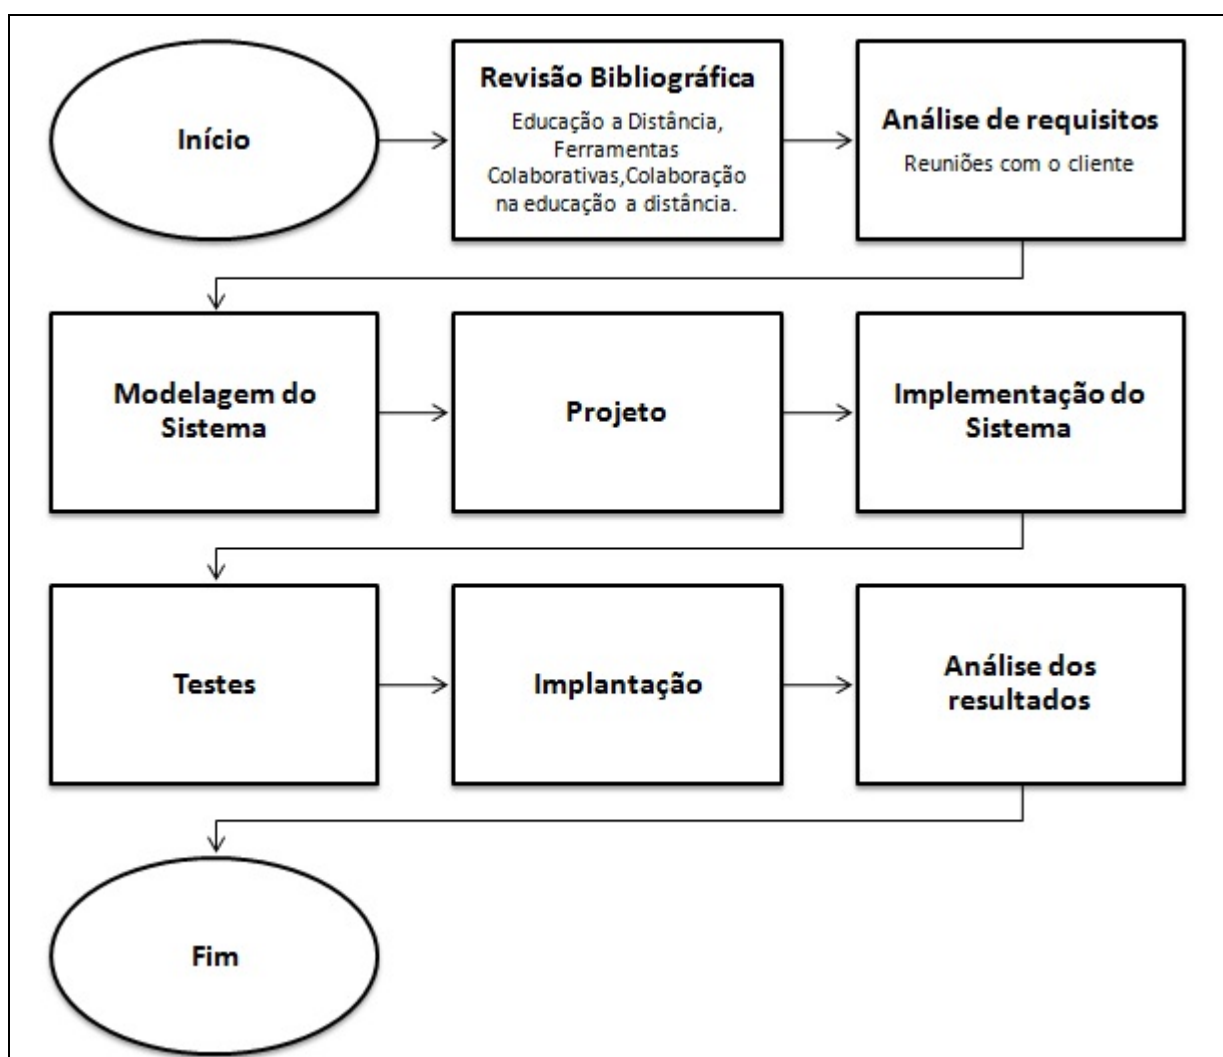 Início
Revisão Bibliográfica
Educação a Distância,
Ferramentas
Colaborativas,Colaboração
na educação a distância.
Análise de requisitos
Reuniões com o cliente
Modelagem do
Sistema
Projeto
Implementação do
Sistema
Testes
Implantação
Análise dos
resultados
Fim